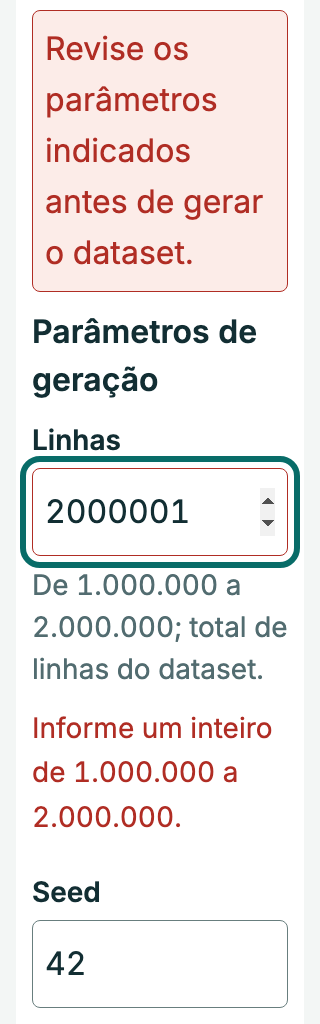 Revise os
parâmetros
indicados
antes de gerar
o dataset.
Parâmetros de
geração
Linhas
2000001
De 1.000.000 a
2.000.000; total de
linhas do dataset.
Informe um inteiro
de 1.000.000 a
2.000.000.
Seed
42